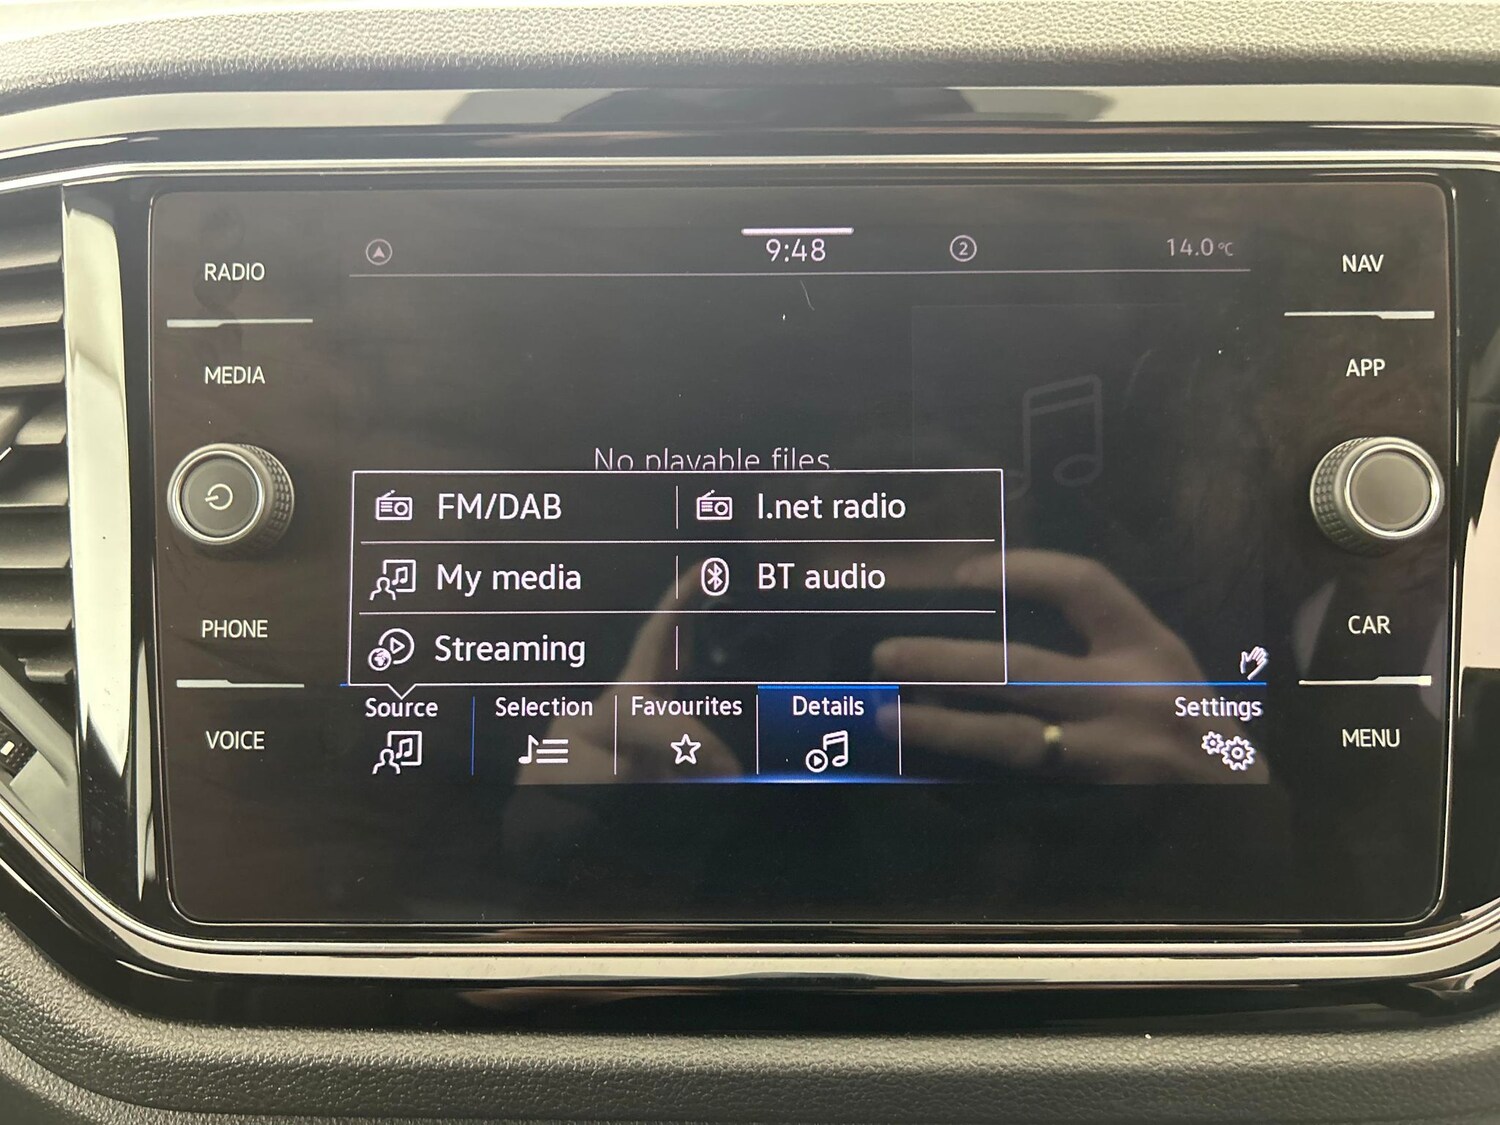 9:48
2
14.0°C
RADIO
NAV
MEDIA
APP
No playable files.
FM/DAB
I.net radio
My media
BT audio
PHONE
CAR
Streaming
Source
Selection
Favourites
Details
Settings
VOICE
MENU